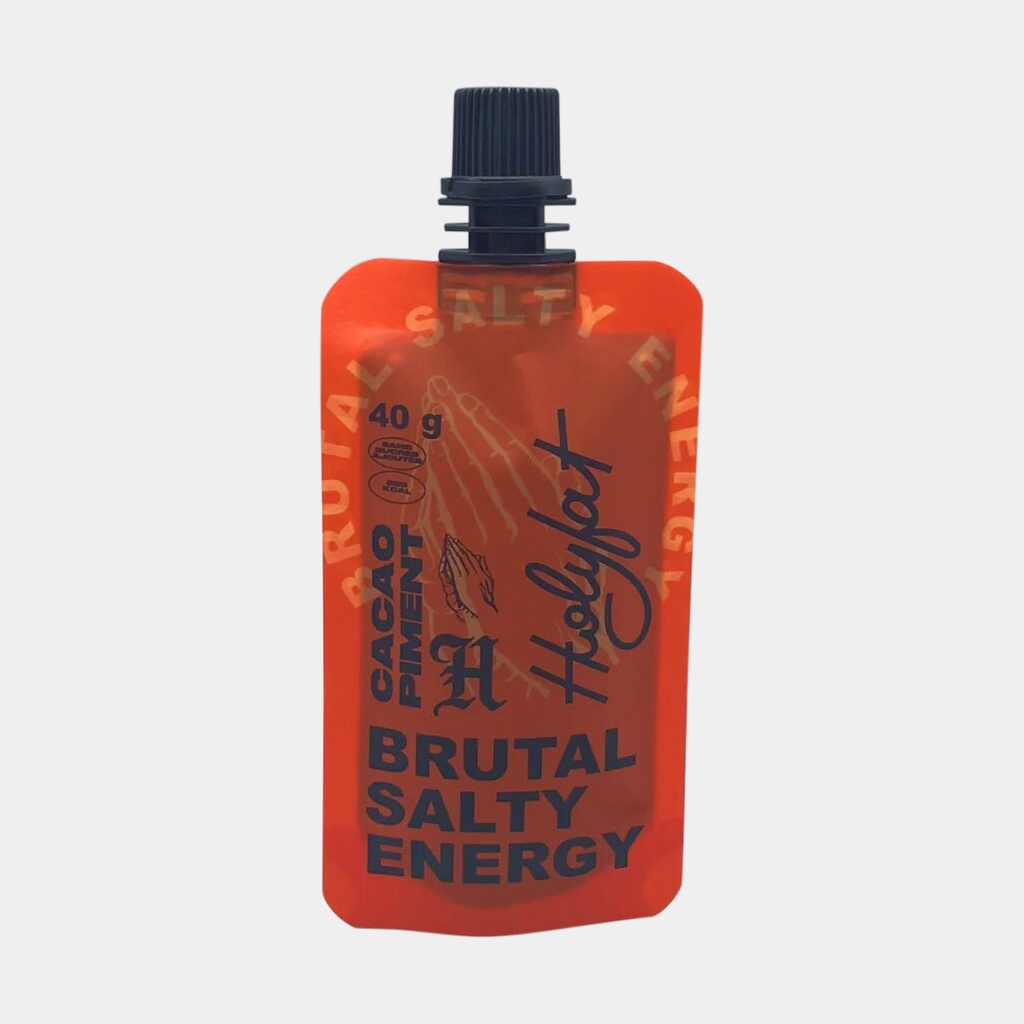 BRUTAL SALTY ENERGY
40 g
SANS
SUCRES
AJOUTÉS
KCAL
CACAO
PIMENT
H
Holyfat
BRUTAL
SALTY
ENERGY